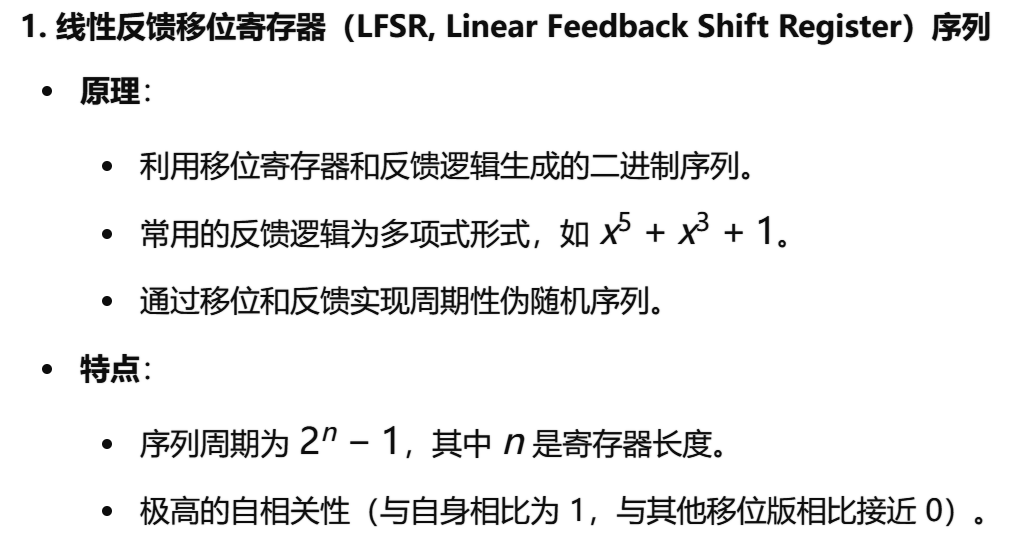 1. 线性反馈移位寄存器（LFSR, Linear Feedback Shift Register）序列
• 原理：
• 利用移位寄存器和反馈逻辑生成的二进制序列。
• 常用的反馈逻辑为多项式形式，如 x⁵ + x³ + 1。
• 通过移位和反馈实现周期性伪随机序列。
• 特点：
• 序列周期为 2ⁿ − 1，其中 n 是寄存器长度。
• 极高的自相关性（与自身相比为 1，与其他移位版相比接近 0）。